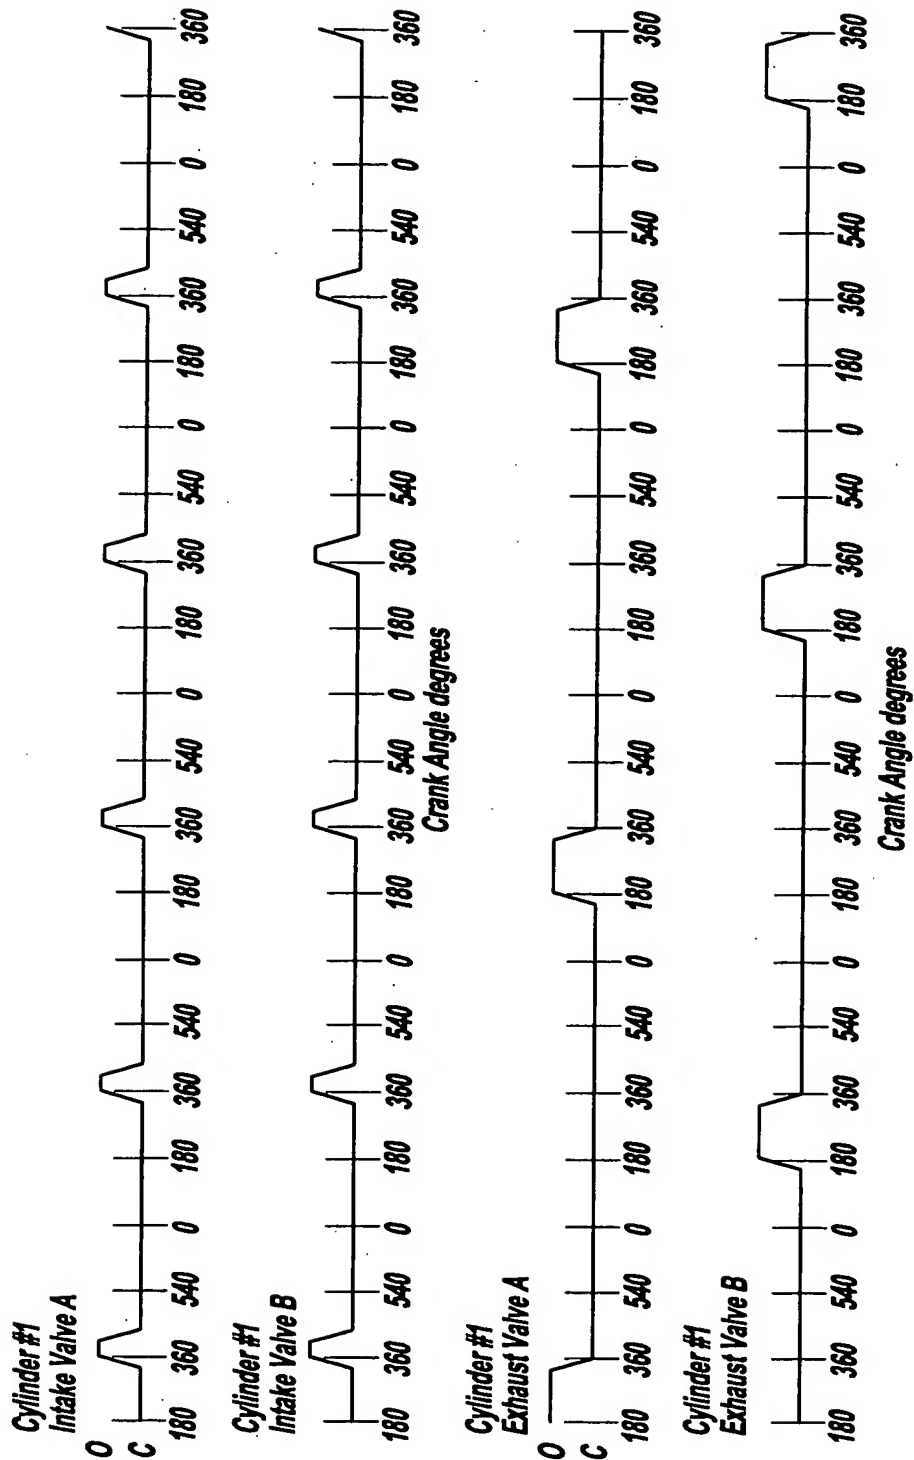 Cylinder #1
Intake Valve A
O
C
180 360 540 0 180 360 540 0 180 360 540 0 180 360 540 0 180 360 540 0 180 360
Cylinder #1
Intake Valve B
180 360 540 0 180 360 540 0 180 360 540 0 180 360 540 0 180 360 540 0 180 360
Crank Angle degrees
Cylinder #1
Exhaust Valve A
O
C
180 360 540 0 180 360 540 0 180 360 540 0 180 360 540 0 180 360 540 0 180 360
Cylinder #1
Exhaust Valve B
180 360 540 0 180 360 540 0 180 360 540 0 180 360 540 0 180 360 540 0 180 360
Crank Angle degrees